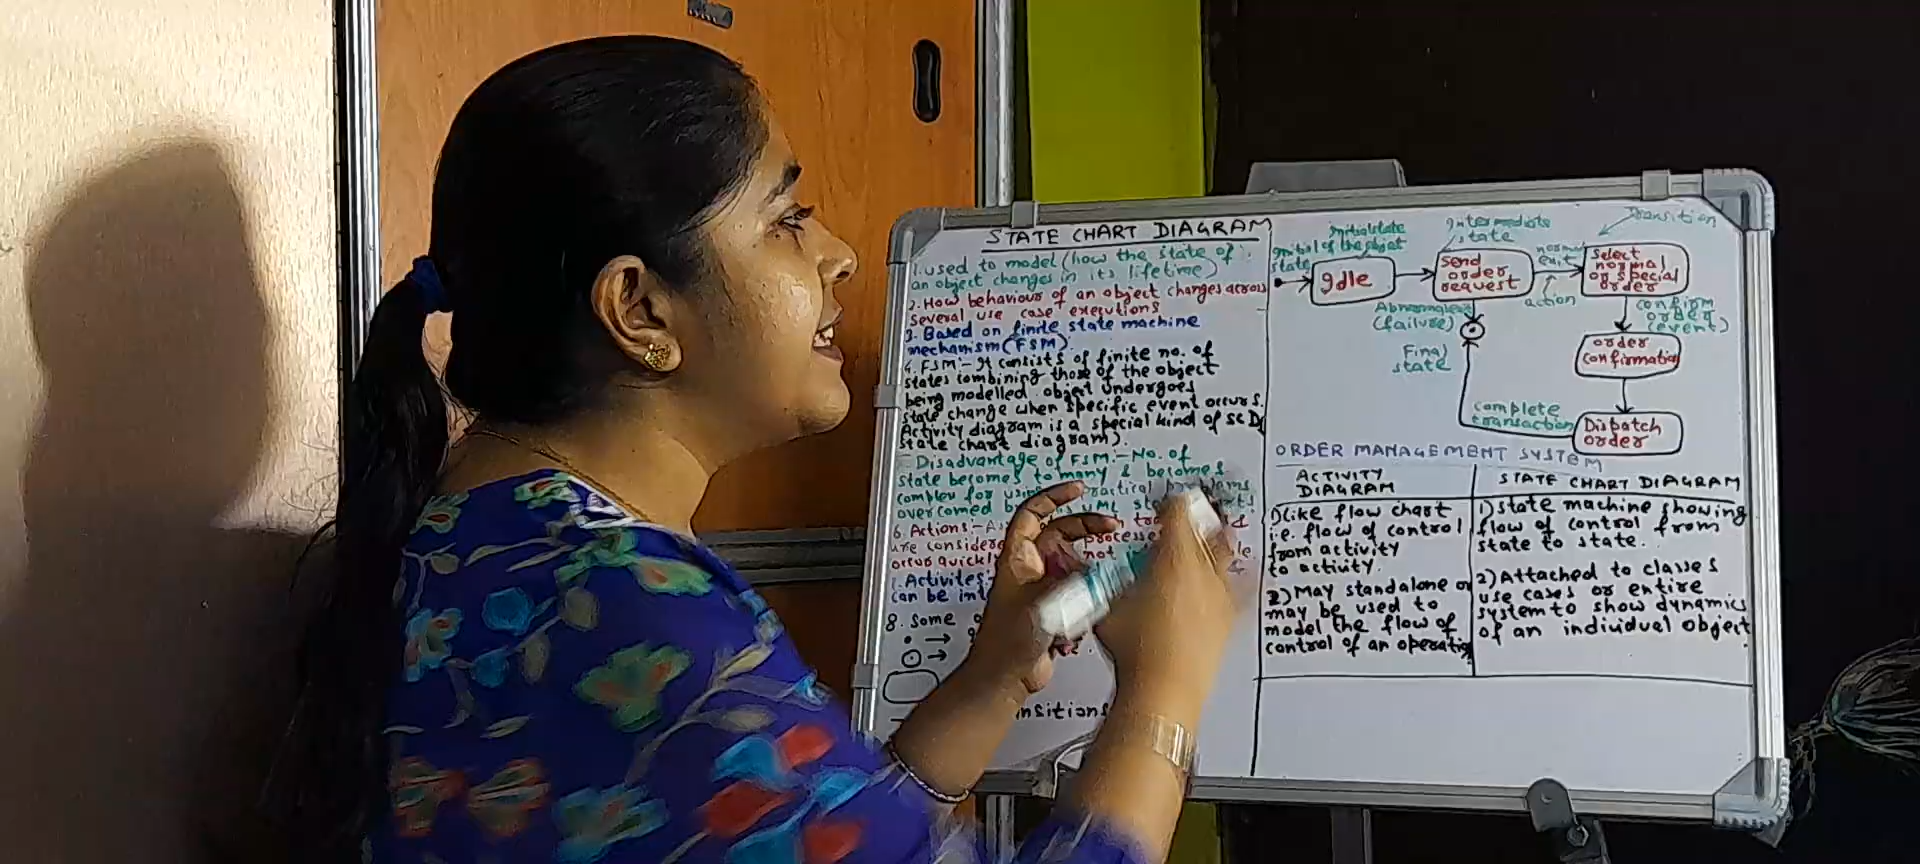 STATE CHART DIAGRAM
1. used to model (how the state of
an object changes in its lifetime)
2. How behaviour of an object changes across
several use case executions
3. Based on finite state machine
mechanism (FSM)
4. FSM:- It consists of finite no. of
states combining those of the object
being modelled object undergoes
state change when specific event occurs.
Activity diagram is a special kind of SCD(
state chart diagram).
Disadvantage of FSM:- No. of
state becomes to many & becomes
complex for
overcomed
6. Actions:-
are
occur quickly
Activites:-
can be
8. Some
nsitions
initial
state
initial state
of the object
Idle
Intermediate
state
Send
order
request
normal
exit
action
Transition
Select
normal
or special
order
confirm
order
(event)
order
confirmation
Dispatch
order
complete
transaction
(failure)
Final
state
ORDER MANAGEMENT SYSTEM
ACTIVITY
DIAGRAM
1) like flow chart
i.e. flow of control
from activity
to activity.
2) May standalone or
may be used to
model the flow of
control of an operation
STATE CHART DIAGRAM
1) state machine showing
flow of control from
state to state.
2) Attached to classes
use cases or entire
system to show dynamics
of an individual object